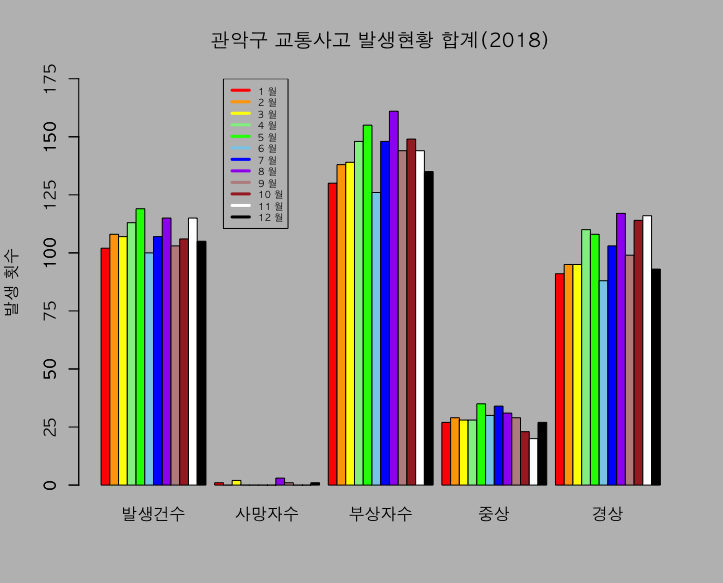 관악구 교통사고 발생현황 합계(2018)
발생 횟수
175
150
125
100
75
50
25
0
1 월
2 월
3 월
4 월
5 월
6 월
7 월
8 월
9 월
10 월
11 월
12 월
발생건수 사망자수 부상자수 중상 경상